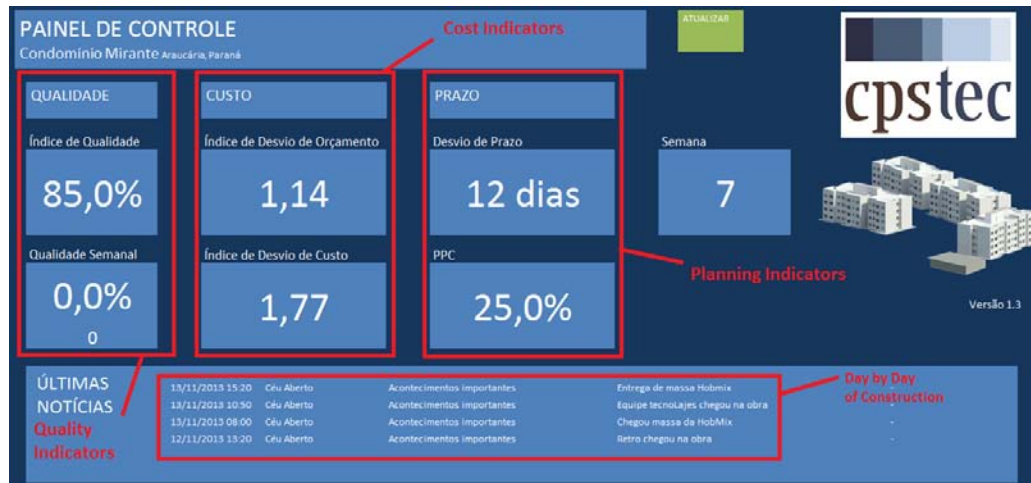 PAINEL DE CONTROLE
Condomínio Mirante Araucária, Paraná
Cost Indicators
ATUALIZAR
cpstec
QUALIDADE
CUSTO
PRAZO
Índice de Qualidade
Índice de Desvio de Orçamento
Desvio de Prazo
Semana
85,0%
1,14
12 dias
7
Qualidade Semanal
Índice de Desvio de Custo
PPC
Planning Indicators
0,0%
0
1,77
25,0%
Versão 1.3
ÚLTIMAS
NOTÍCIAS
Quality
Indicators
13/11/2013 15:20 Céu Aberto Acontecimentos importantes Entrega de massa Hobmix -
13/11/2013 10:50 Céu Aberto Acontecimentos importantes Equipe tecnoLajes chegou na obra -
13/11/2013 08:00 Céu Aberto Acontecimentos importantes Chegou massa da HobMix -
12/11/2013 13:20 Céu Aberto Acontecimentos importantes Retro chegou na obra -
Day by Day
of Construction